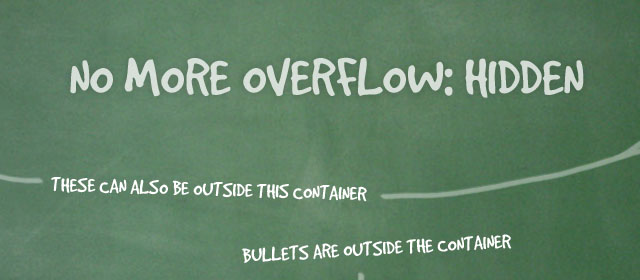 NO MORE OVERFLOW: HIDDEN
THESE CAN ALSO BE OUTSIDE THIS CONTAINER
BULLETS ARE OUTSIDE THE CONTAINER